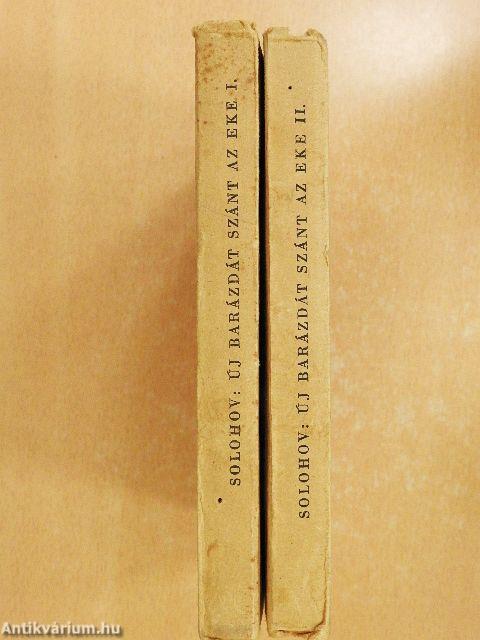 SOLOHOV: ÚJ BARÁZDÁT SZÁNT AZ EKE I.
SOLOHOV: ÚJ BARÁZDÁT SZÁNT AZ EKE II.
Antikvárium.hu